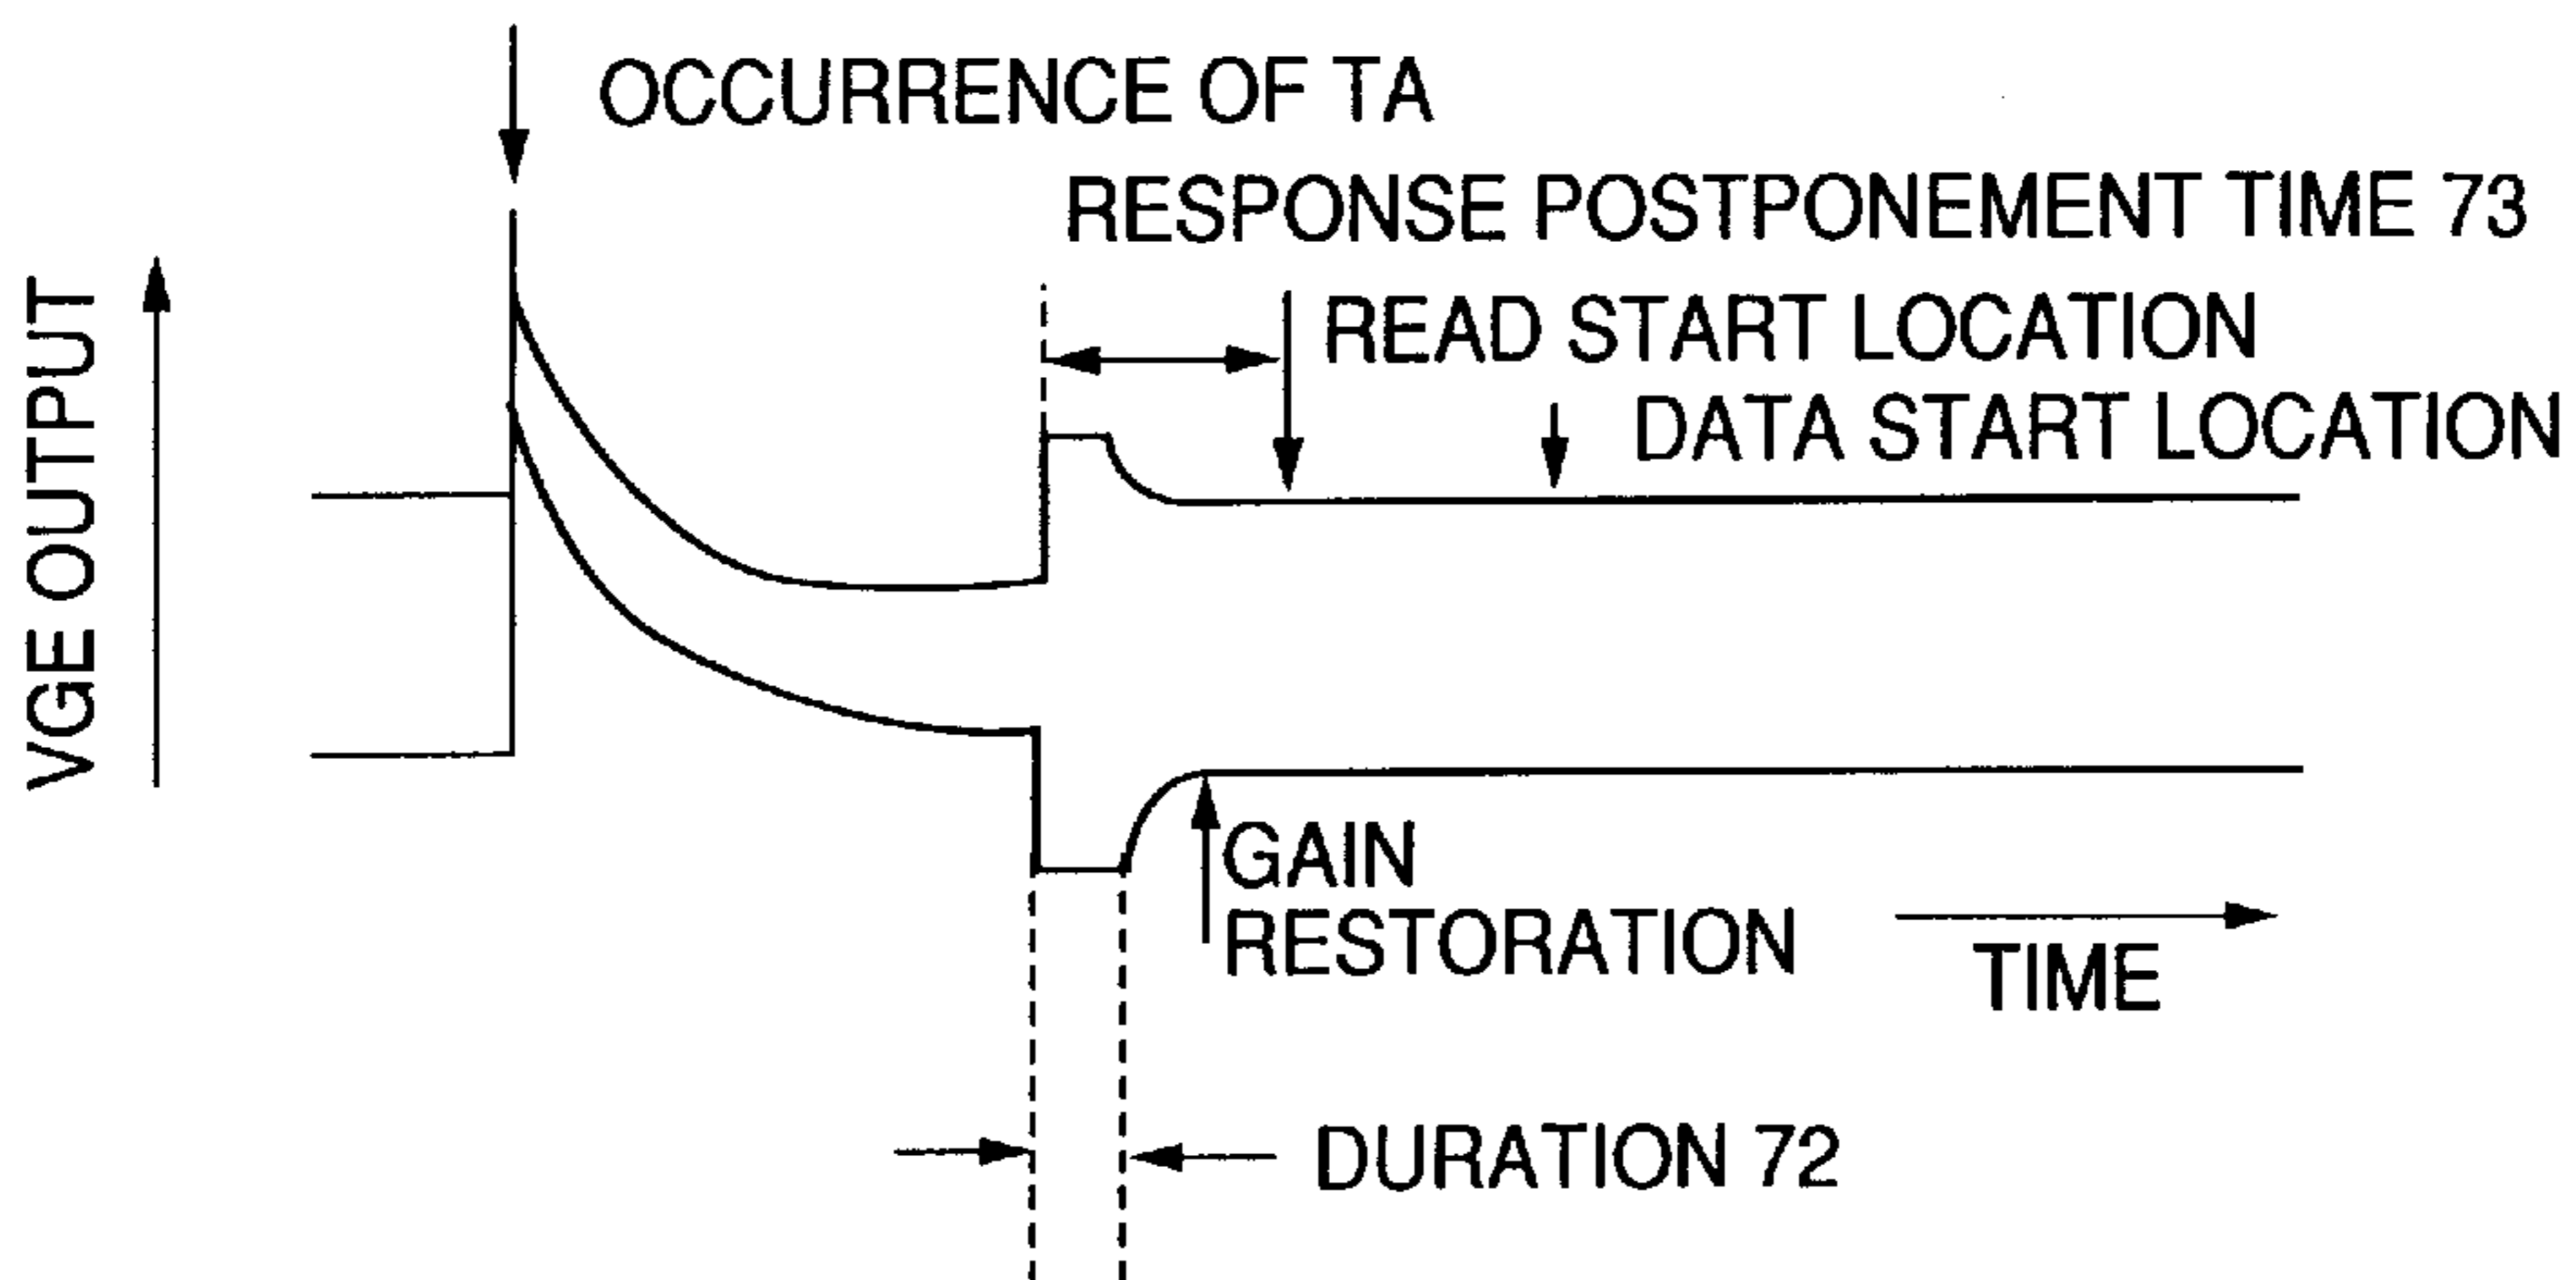 OCCURRENCE OF TA
RESPONSE POSTPONEMENT TIME 73
READ START LOCATION
DATA START LOCATION
VGE OUTPUT
GAIN
RESTORATION
TIME
DURATION 72